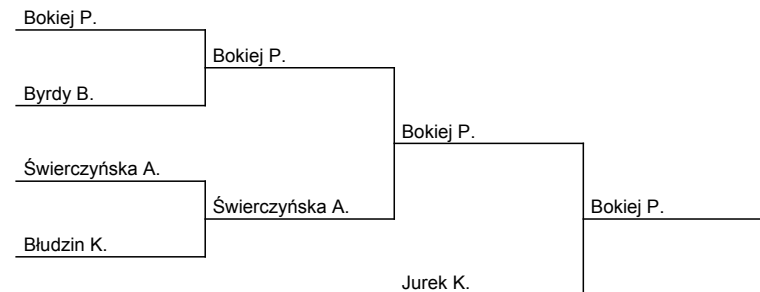 Bokiej P.
Bokiej P.
Byrdy B.
Bokiej P.
Świerczyńska A.
Świerczyńska A.
Bokiej P.
Błudzin K.
Jurek K.